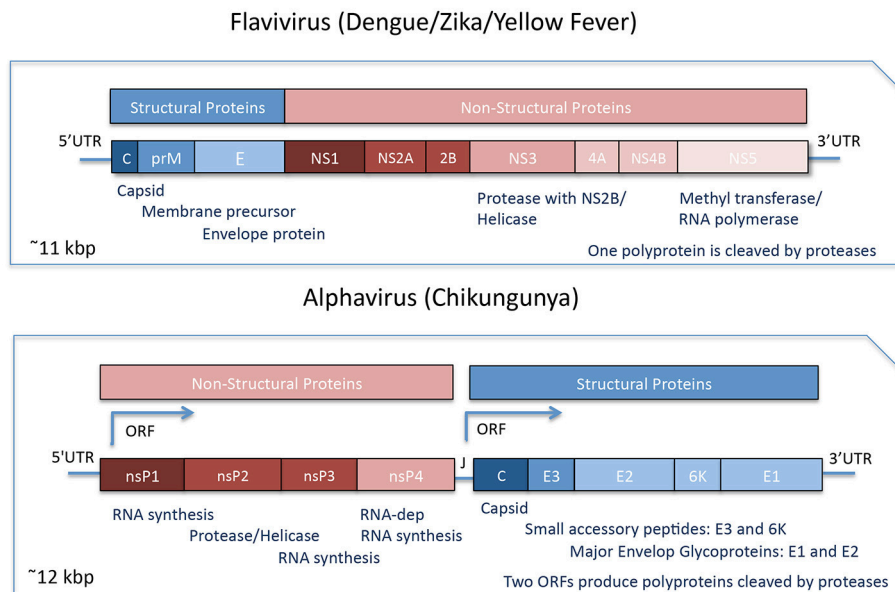 Flavivirus (Dengue/Zika/Yellow Fever)
Structural Proteins Non-Structural Proteins
5'UTR C prM E NS1 NS2A 2B NS3 4A NS4B NS5 3'UTR
Capsid
Membrane precursor
Envelope protein
Protease with NS2B/
Helicase
Methyl transferase/
RNA polymerase
~11 kbp
One polyprotein is cleaved by proteases
Alphavirus (Chikungunya)
Non-Structural Proteins Structural Proteins
ORF ORF
5'UTR nsP1 nsP2 nsP3 nsP4 J C E3 E2 6K E1 3'UTR
RNA synthesis
Protease/Helicase
RNA synthesis
RNA-dep
RNA synthesis
Capsid
Small accessory peptides: E3 and 6K
Major Envelop Glycoproteins: E1 and E2
~12 kbp
Two ORFs produce polyproteins cleaved by proteases